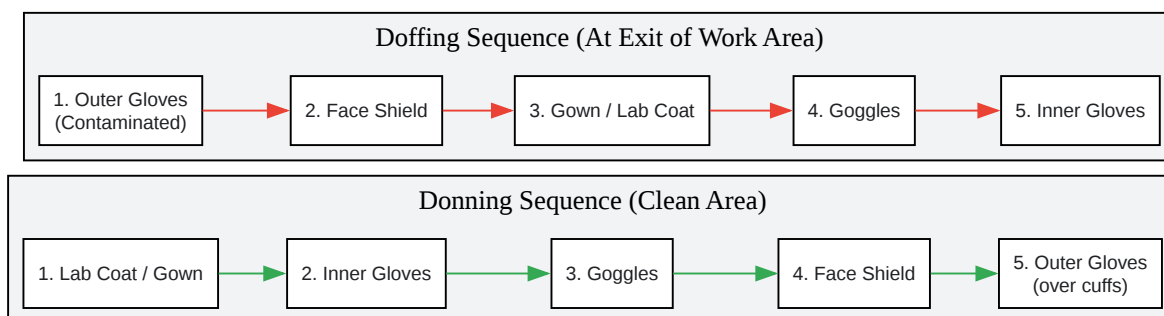 Doffing Sequence (At Exit of Work Area)
1. Outer Gloves
(Contaminated)
2. Face Shield
3. Gown / Lab Coat
4. Goggles
5. Inner Gloves
Donning Sequence (Clean Area)
1. Lab Coat / Gown
2. Inner Gloves
3. Goggles
4. Face Shield
5. Outer Gloves
(over cuffs)